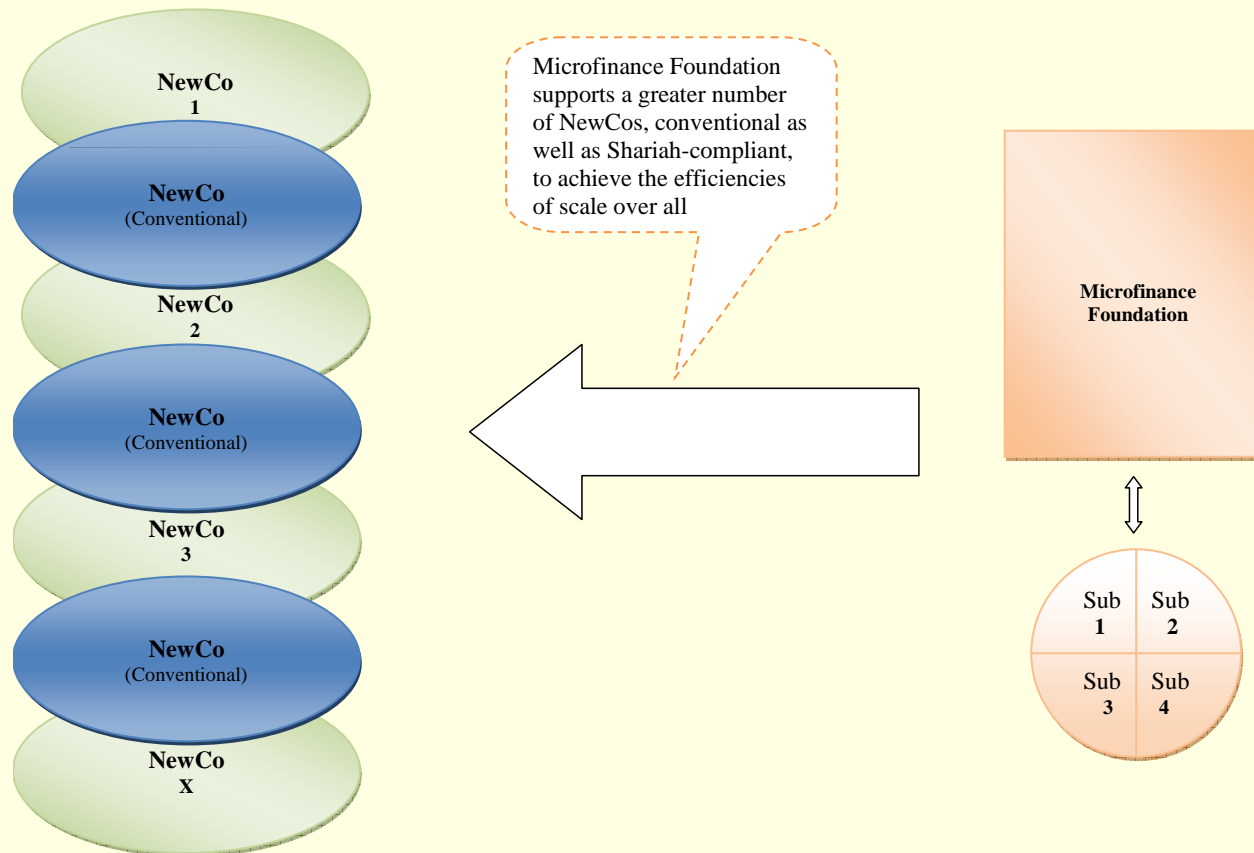 NewCo
1
NewCo
(Conventional)
NewCo
2
NewCo
(Conventional)
NewCo
3
NewCo
(Conventional)
NewCo
X
Microfinance Foundation
supports a greater number
of NewCos, conventional as
well as Shariah-compliant,
to achieve the efficiencies
of scale over all
Microfinance
Foundation
Sub
1
Sub
2
Sub
3
Sub
4